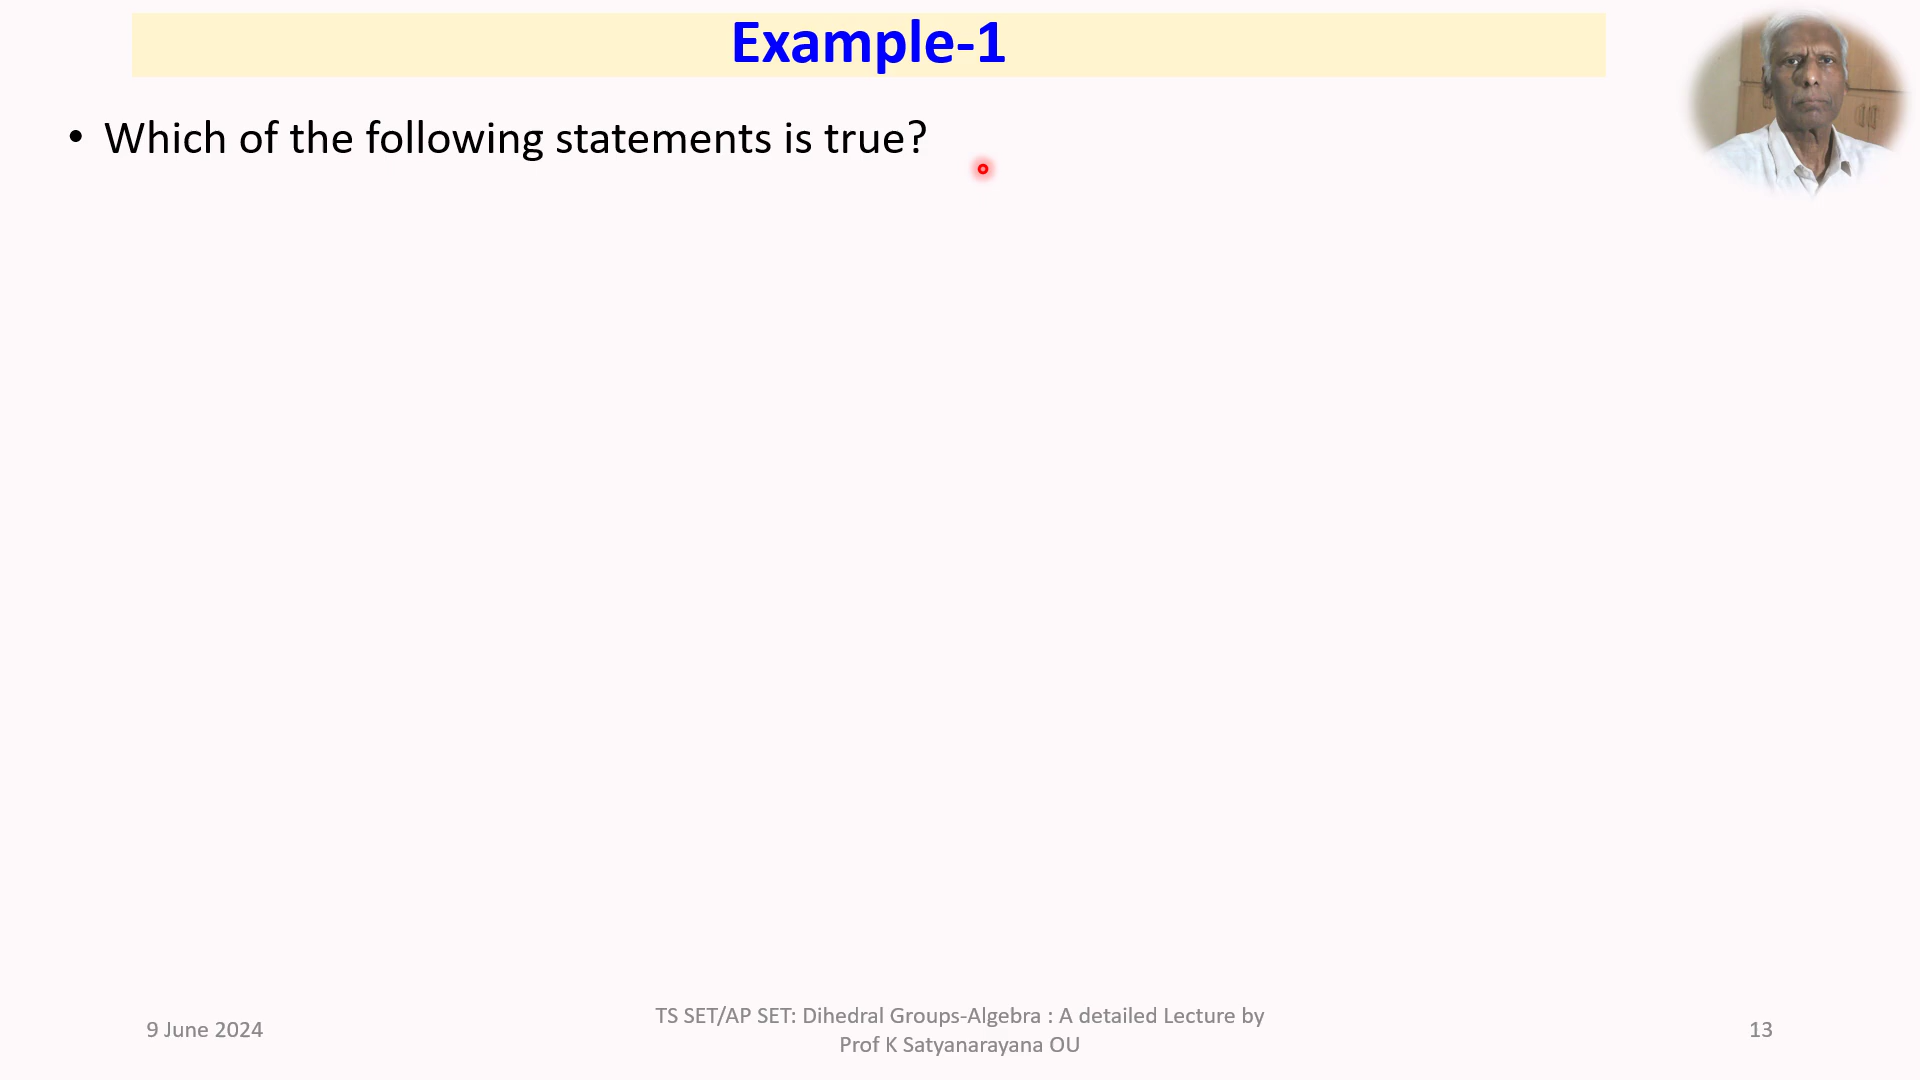 Example-1
• Which of the following statements is true?
9 June 2024
TS SET/AP SET: Dihedral Groups-Algebra : A detailed Lecture by
Prof K Satyanarayana OU
13